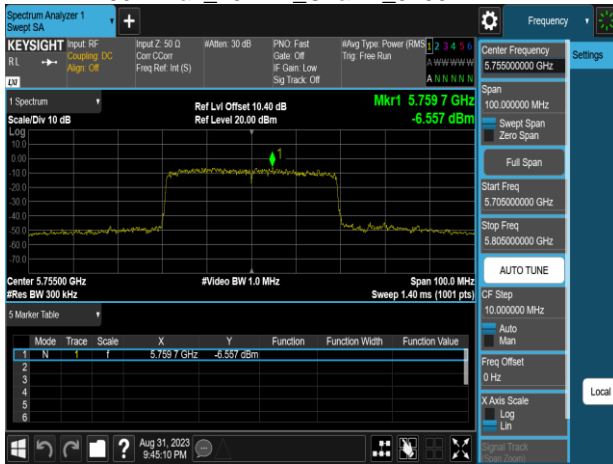 Spectrum Analyzer 1
Swept SA
+
Frequency
KEYSIGHT
RL
LXI
Input: RF
Coupling: DC
Align: Off
Input Z: 50 Ω
Corr CCorr
Freq Ref: Int (S)
#Atten: 30 dB
PNO: Fast
Gate: Off
IF Gain: Low
Sig Track: Off
#Avg Type: Power (RMS
Trig: Free Run
1 2 3 4 5 6
A W W W W W
A N N N N N
1 Spectrum
Scale/Div 10 dB
Ref Lvl Offset 10.40 dB
Ref Level 20.00 dBm
Mkr1 5.759 7 GHz
-6.557 dBm
Log
10.0
0.00
-10.0
-20.0
-30.0
-40.0
-50.0
-60.0
-70.0
1
Center 5.75500 GHz
#Res BW 300 kHz
#Video BW 1.0 MHz
Span 100.0 MHz
Sweep 1.40 ms (1001 pts)
5 Marker Table
Mode Trace Scale X Y Function Function Width Function Value
1 N 1 f 5.759 7 GHz -6.557 dBm
2
3
4
5
6
Aug 31, 2023
9:45:10 PM
Center Frequency
5.755000000 GHz
Span
100.000000 MHz
Swept Span
Zero Span
Full Span
Start Freq
5.705000000 GHz
Stop Freq
5.805000000 GHz
AUTO TUNE
CF Step
10.000000 MHz
Auto
Man
Freq Offset
0 Hz
X Axis Scale
Log
Lin
Signal Track
(Span Zoom)
Settings
Local